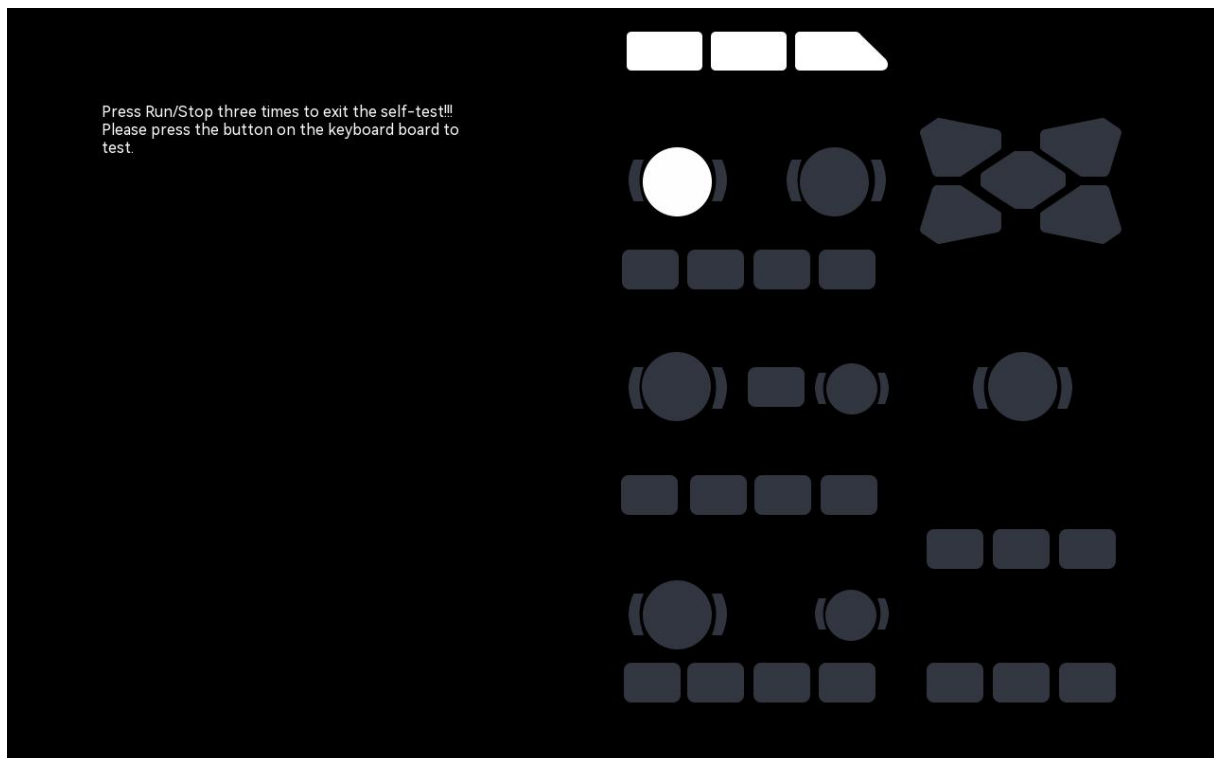 Press Run/Stop three times to exit the self-test!!!
Please press the button on the keyboard board to
test.